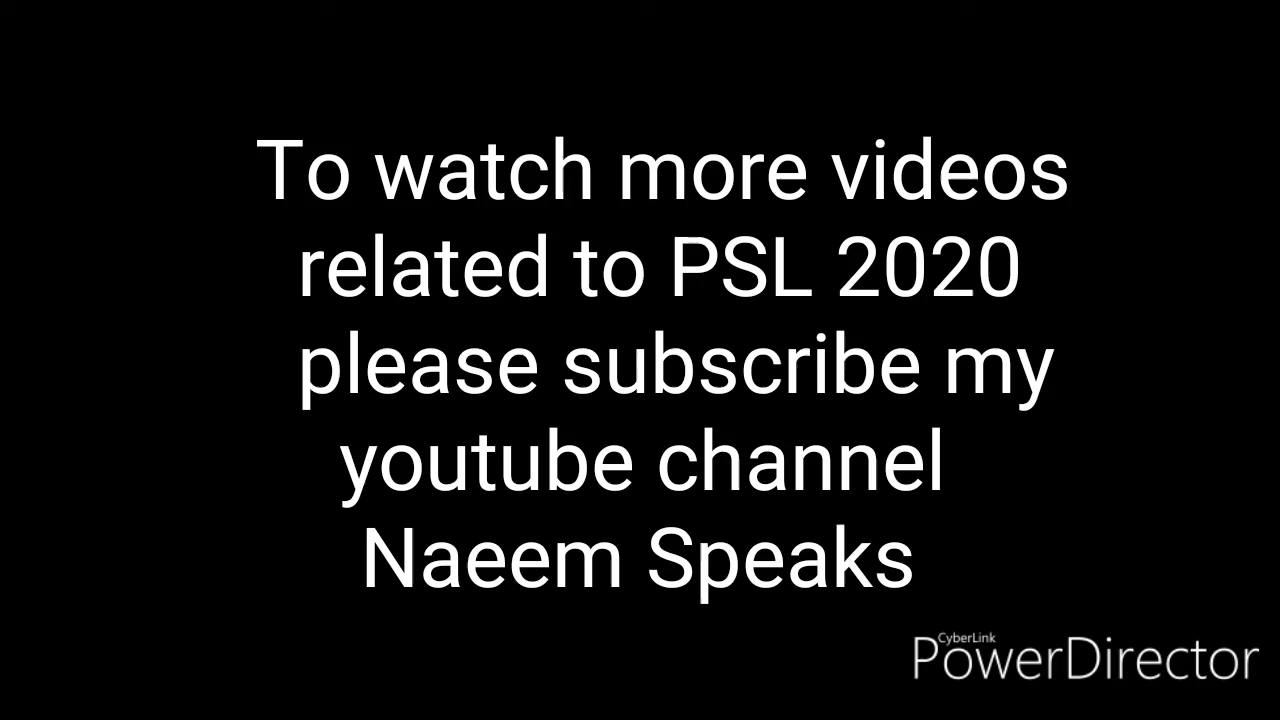 To watch more videos
related to PSL 2020
please subscribe my
youtube channel
Naeem Speaks
CyberLink
PowerDirector